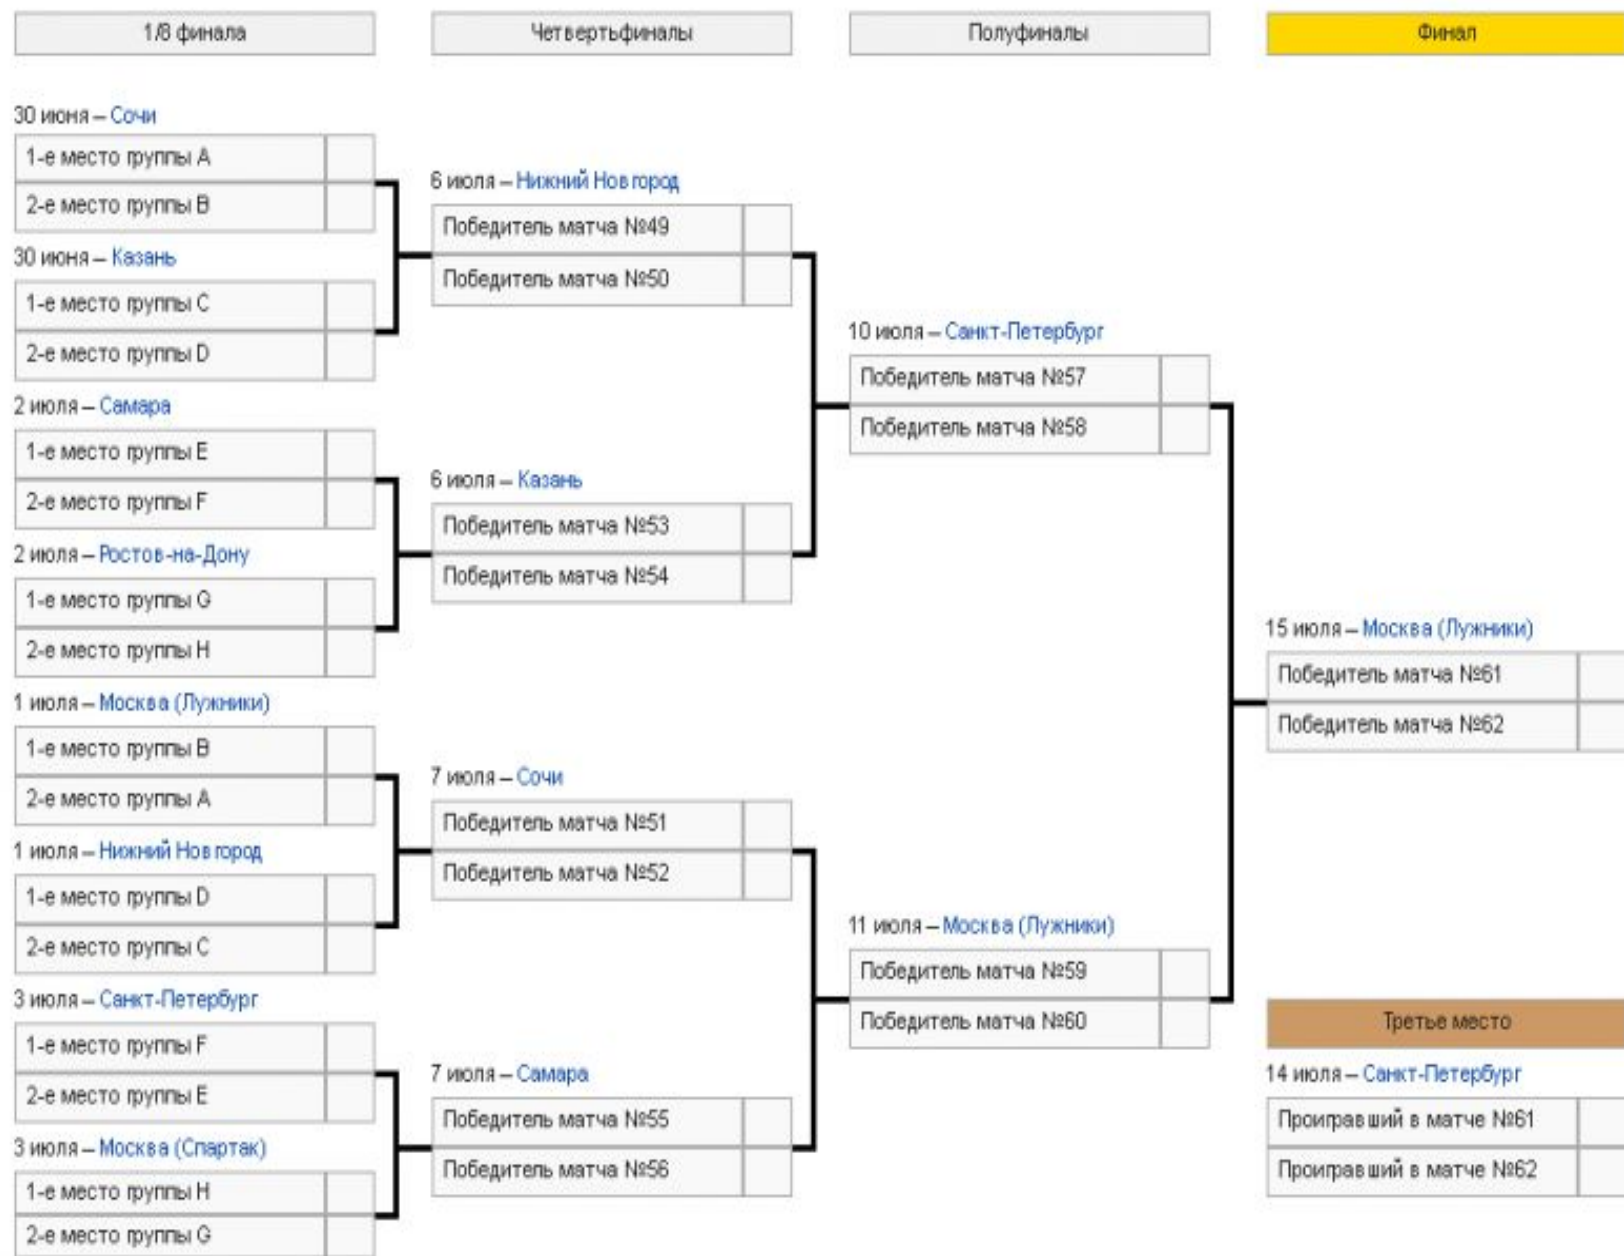 1/8 финала
Четвертьфиналы
Полуфиналы
Финал
30 июня – Сочи
1-е место группы A
2-е место группы B
30 июня – Казань
1-е место группы C
2-е место группы D
2 июля – Самара
1-е место группы E
2-е место группы F
2 июля – Ростов-на-Дону
1-е место группы G
2-е место группы H
1 июля – Москва (Лужники)
1-е место группы B
2-е место группы A
1 июля – Нижний Новгород
1-е место группы D
2-е место группы C
3 июля – Санкт-Петербург
1-е место группы F
2-е место группы E
3 июля – Москва (Спартак)
1-е место группы H
2-е место группы G
6 июля – Нижний Новгород
Победитель матча №49
Победитель матча №50
6 июля – Казань
Победитель матча №53
Победитель матча №54
7 июля – Сочи
Победитель матча №51
Победитель матча №52
7 июля – Самара
Победитель матча №55
Победитель матча №56
10 июля – Санкт-Петербург
Победитель матча №57
Победитель матча №58
11 июля – Москва (Лужники)
Победитель матча №59
Победитель матча №60
15 июля – Москва (Лужники)
Победитель матча №61
Победитель матча №62
Третье место
14 июля – Санкт-Петербург
Проигравший в матче №61
Проигравший в матче №62